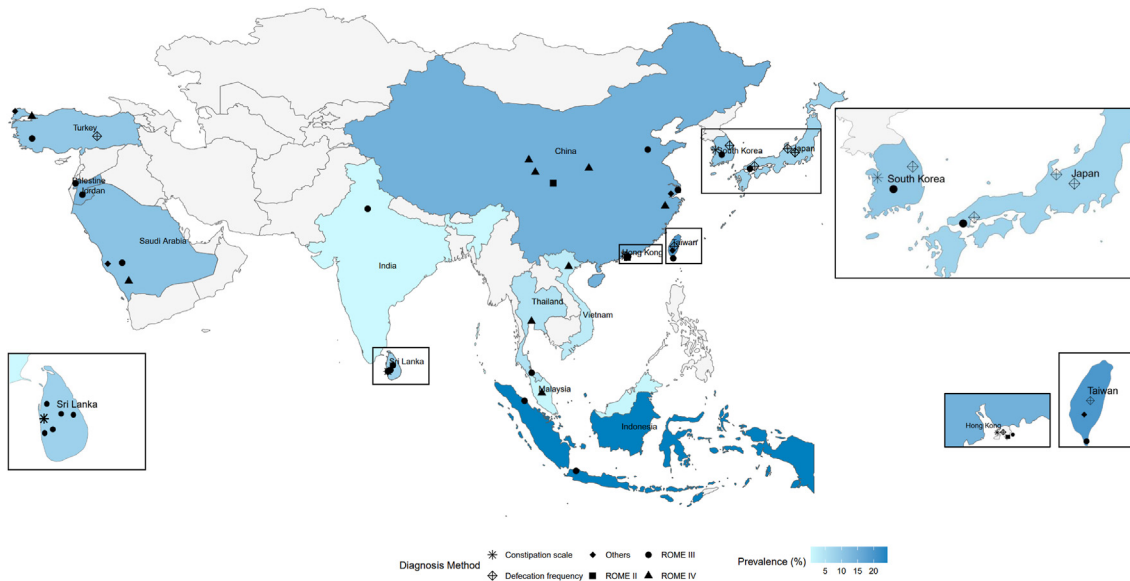 Turkey
China
South Korea
Japan
South Korea
Japan
Palestine
Jordan
Saudi Arabia
India
Hong Kong
Taiwan
Thailand
Vietnam
Sri Lanka
Malaysia
Indonesia
Sri Lanka
Hong Kong
Taiwan
Diagnosis Method
Constipation scale
Others
ROME III
Defecation frequency
ROME II
ROME IV
Prevalence (%)
5 10 15 20